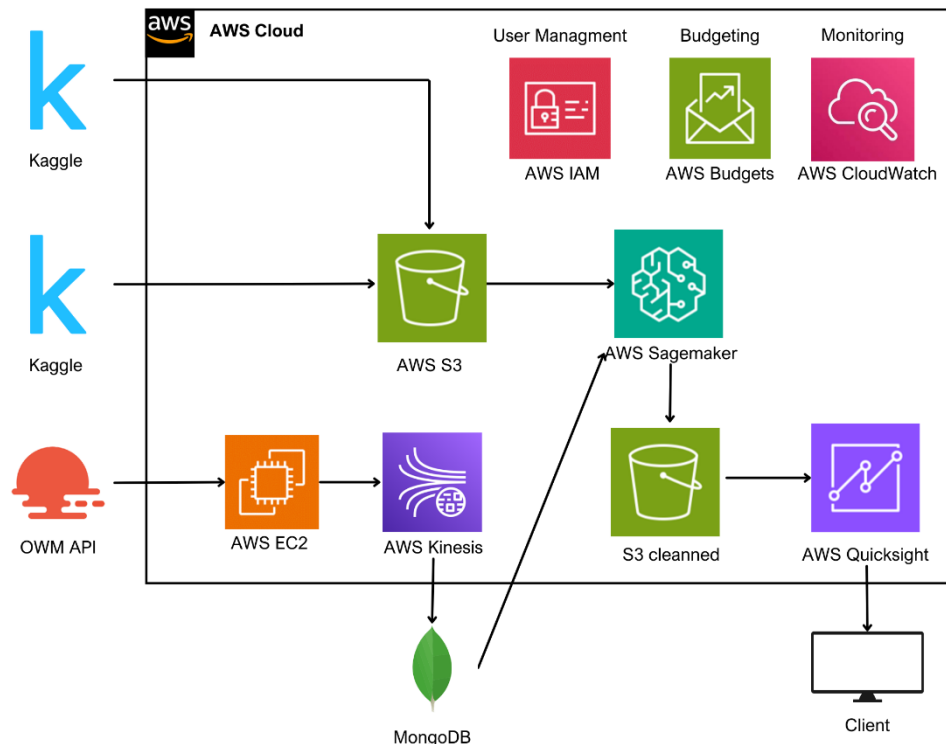 aws
AWS Cloud
User Managment
Budgeting
Monitoring
k
Kaggle
AWS IAM
AWS Budgets
AWS CloudWatch
k
Kaggle
AWS S3
AWS Sagemaker
OWM API
AWS EC2
AWS Kinesis
S3 cleanned
AWS Quicksight
MongoDB
Client